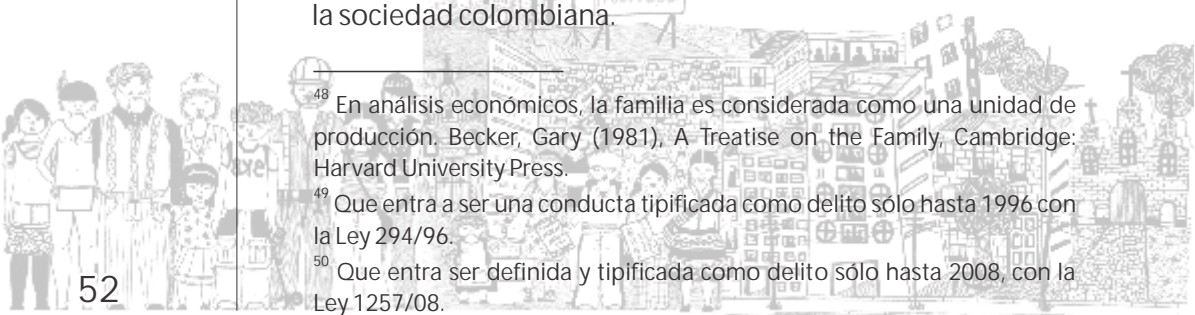 la sociedad colombiana.
48 En análisis económicos, la familia es considerada como una unidad de
producción. Becker, Gary (1981), A Treatise on the Family, Cambridge:
Harvard University Press.
49 Que entra a ser una conducta tipificada como delito sólo hasta 1996 con
la Ley 294/96.
50 Que entra ser definida y tipificada como delito sólo hasta 2008, con la
Ley 1257/08.
52